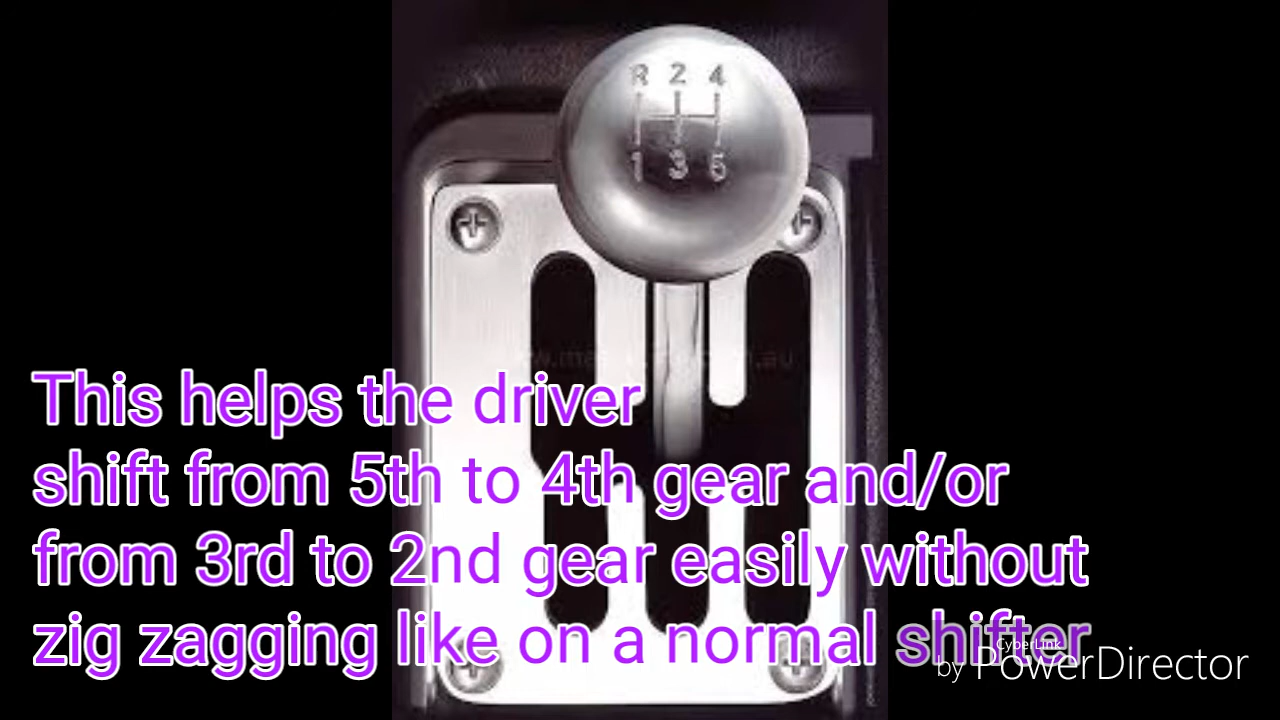 R 2 4
1 3 5
This helps the driver
shift from 5th to 4th gear and/or
from 3rd to 2nd gear easily without
zig zagging like on a normal shifter
CyberLink
by PowerDirector